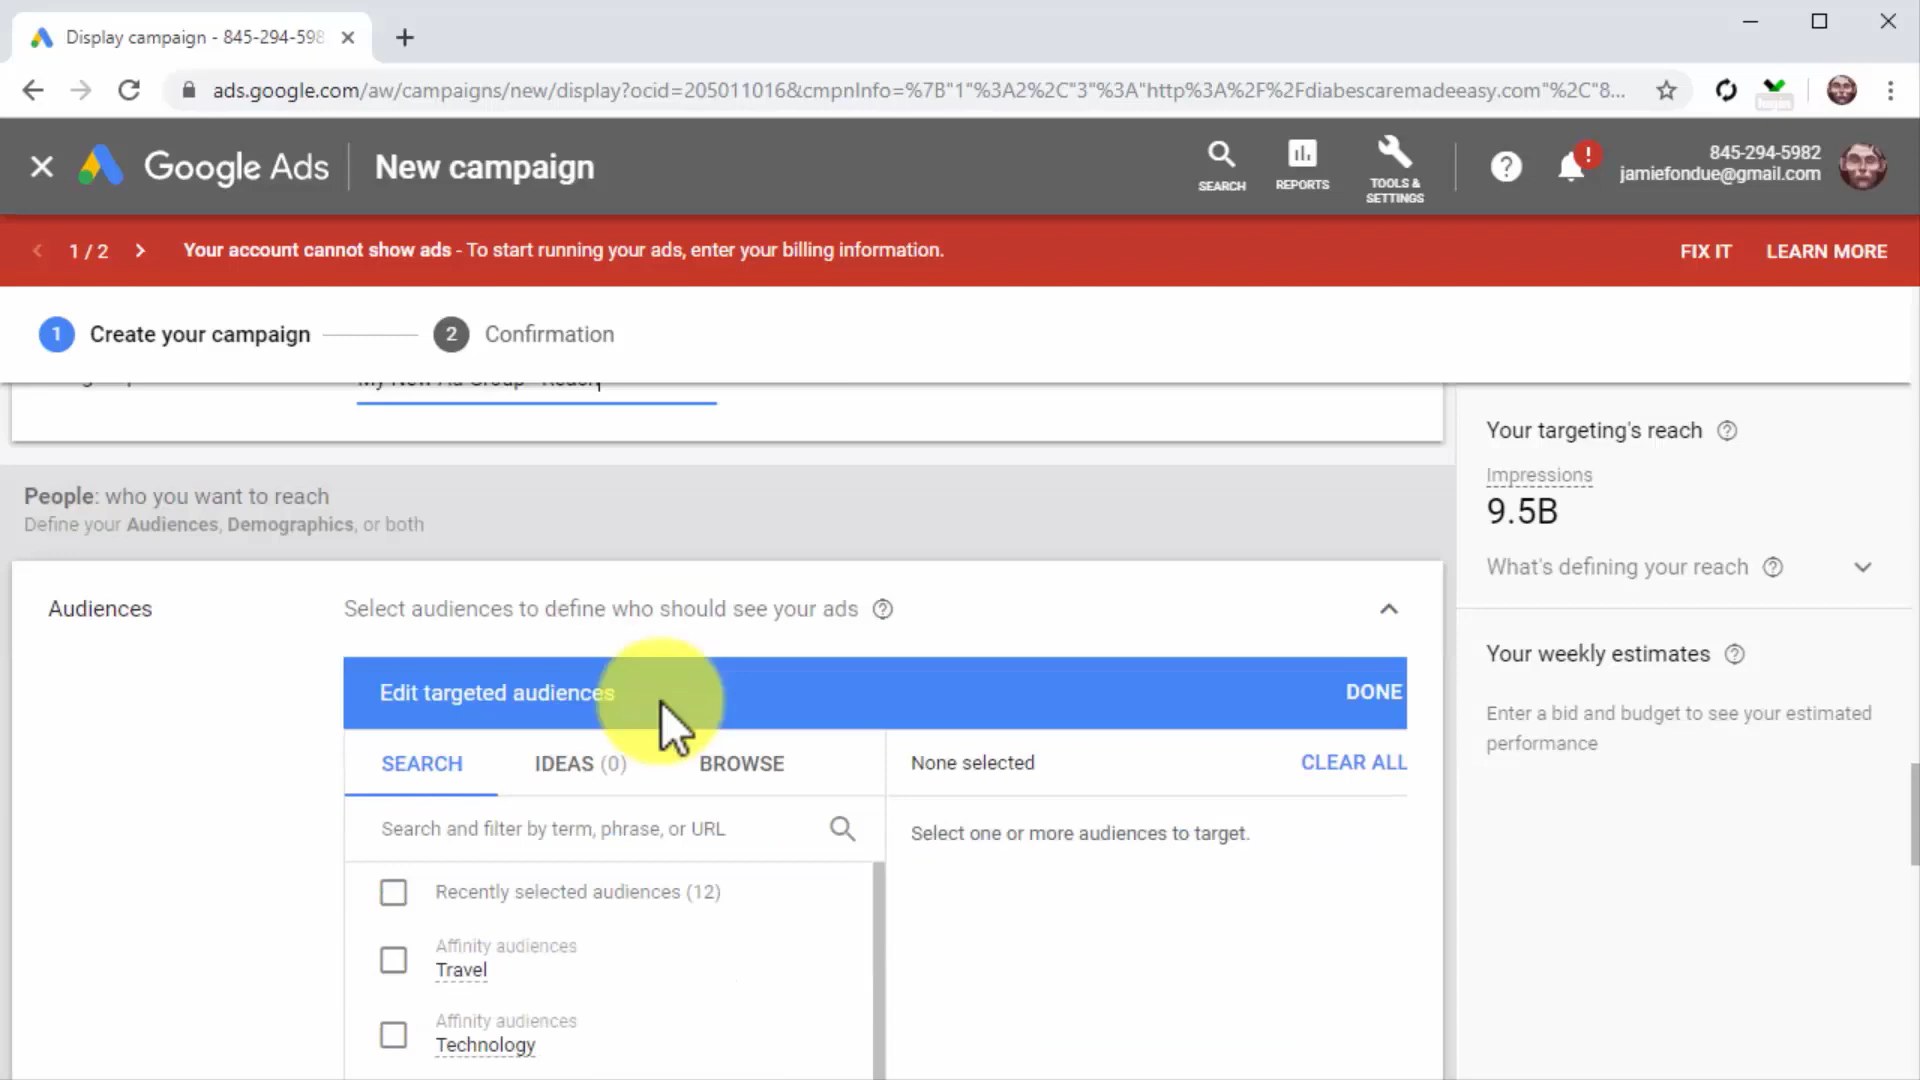 Display campaign - 845-294-598
ads.google.com/aw/campaigns/new/display?ocid=205011016&cmpnInfo=%7B"1"%3A2%2C"3"%3A"http%3A%2F%2Fdiabescaremadeeasy.com"%2C"8...
Google Ads
New campaign
SEARCH
REPORTS
TOOLS &
SETTINGS
845-294-5982
jamiefondue@gmail.com
1 / 2
Your account cannot show ads - To start running your ads, enter your billing information.
FIX IT
LEARN MORE
1 Create your campaign
2 Confirmation
My New Ad Group -
People: who you want to reach
Define your Audiences, Demographics, or both
Audiences
Select audiences to define who should see your ads
Edit targeted audiences
DONE
SEARCH
IDEAS (0)
BROWSE
None selected
CLEAR ALL
Search and filter by term, phrase, or URL
Select one or more audiences to target.
Recently selected audiences (12)
Affinity audiences
Travel
Affinity audiences
Technology
Your targeting's reach
Impressions
9.5B
What's defining your reach
Your weekly estimates
Enter a bid and budget to see your estimated
performance